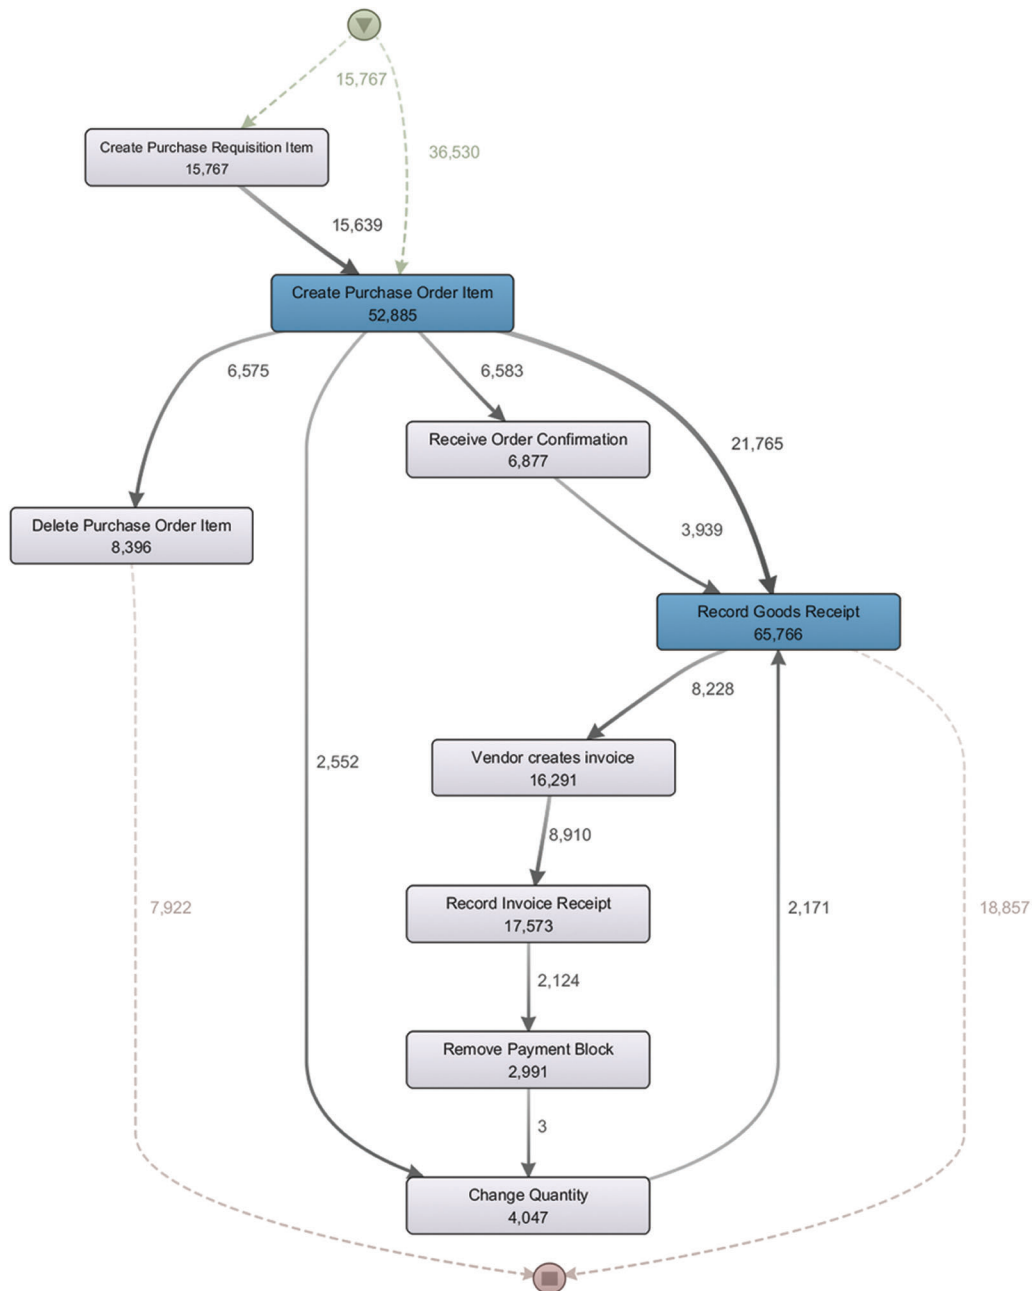 15,767
36,530
Create Purchase Requisition Item
15,767
15,639
Create Purchase Order Item
52,885
6,575
6,583
21,765
Receive Order Confirmation
6,877
Delete Purchase Order Item
8,396
3,939
Record Goods Receipt
65,766
8,228
Vendor creates invoice
16,291
2,552
8,910
Record Invoice Receipt
17,573
7,922
2,171
18,857
2,124
Remove Payment Block
2,991
3
Change Quantity
4,047